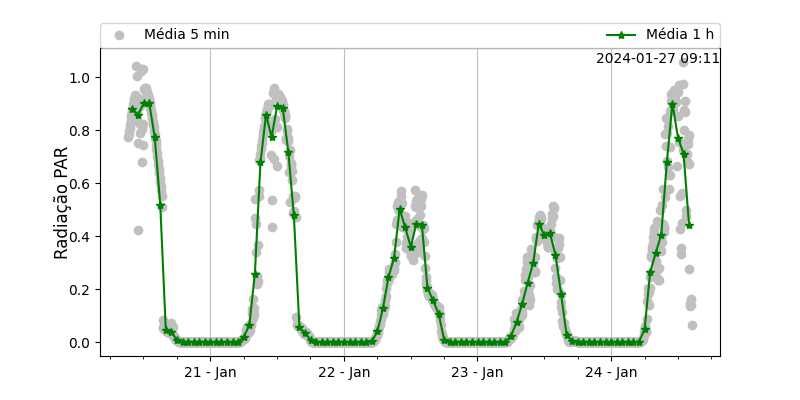 Média 5 min
Média 1 h
2024-01-27 09:11
1.0
0.8
0.6
0.4
0.2
0.0
Radiação PAR
21 - Jan
22 - Jan
23 - Jan
24 - Jan